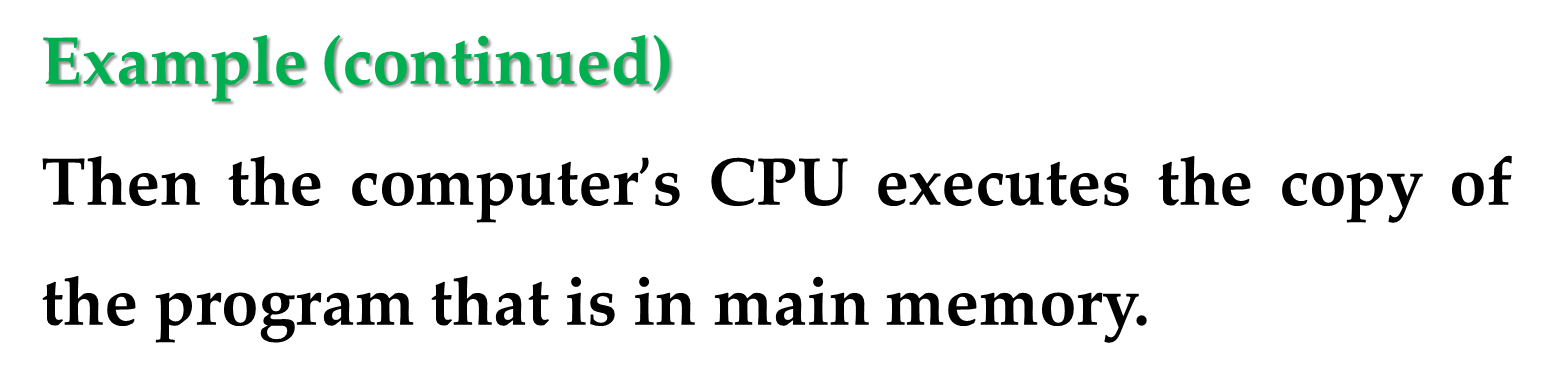 Example (continued)
Then the computer's CPU executes the copy of
the program that is in main memory.